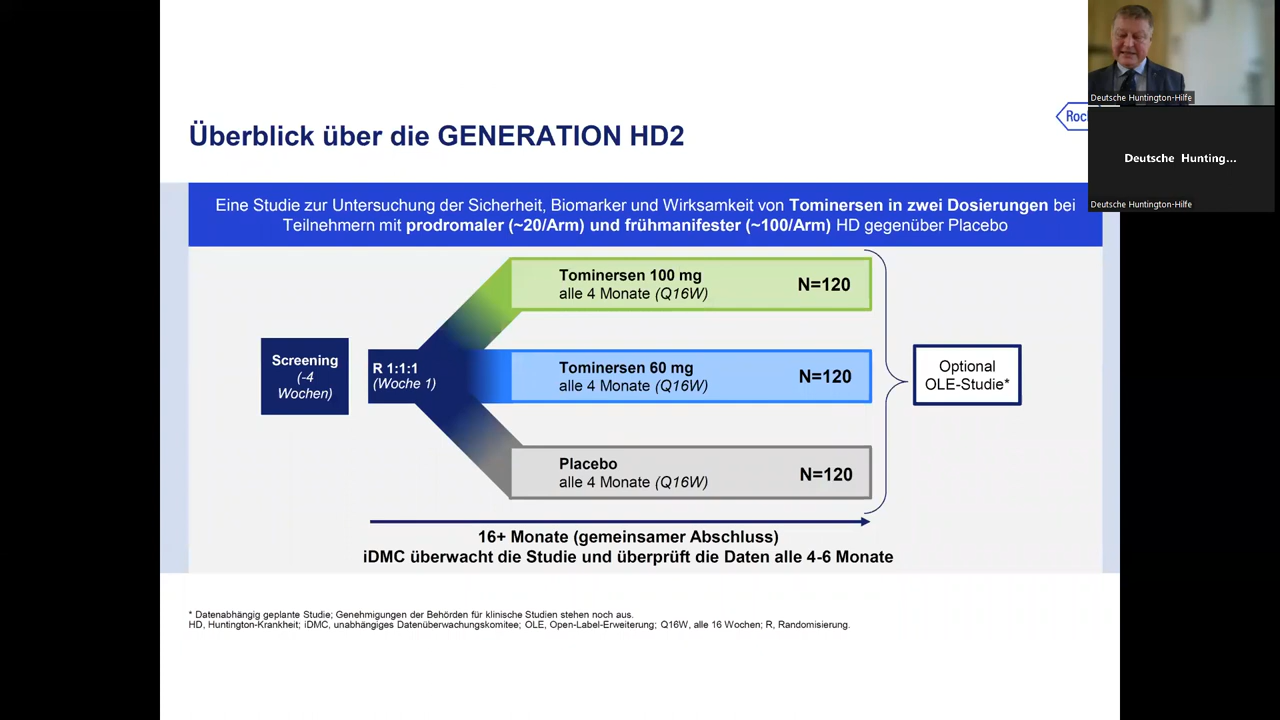 Deutsche Huntington-Hilfe
Überblick über die GENERATION HD2
Deutsche Hunting...
Deutsche Huntington-Hilfe
Eine Studie zur Untersuchung der Sicherheit, Biomarker und Wirksamkeit von Tominersen in zwei Dosierungen bei
Teilnehmern mit prodromaler (~20/Arm) und frühmanifester (~100/Arm) HD gegenüber Placebo
Screening
(-4
Wochen)
R 1:1:1
(Woche 1)
Tominersen 100 mg
alle 4 Monate (Q16W)
N=120
Tominersen 60 mg
alle 4 Monate (Q16W)
N=120
Placebo
alle 4 Monate (Q16W)
N=120
Optional
OLE-Studie*
16+ Monate (gemeinsamer Abschluss)
iDMC überwacht die Studie und überprüft die Daten alle 4-6 Monate
* Datenabhängig geplante Studie; Genehmigungen der Behörden für klinische Studien stehen noch aus.
HD, Huntington-Krankheit; iDMC, unabhängiges Datenüberwachungskomitee; OLE, Open-Label-Erweiterung; Q16W, alle 16 Wochen; R, Randomisierung.